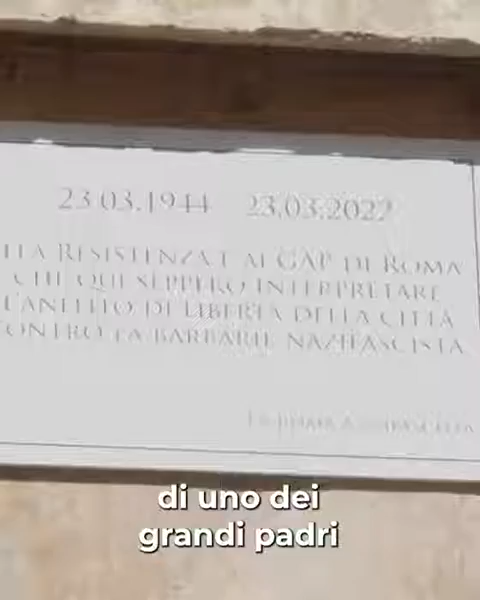 23.03.1944 23.03.2022
LLA RESISTENZA E AI GAP DI ROMA
CHE QUI SEPPERO INTERPRETARE
L'ANELITO DI LIBERTÀ DELLA CITTÀ
CONTRO LA BARBARIE NAZIFASCISTA
di uno dei
grandi padri